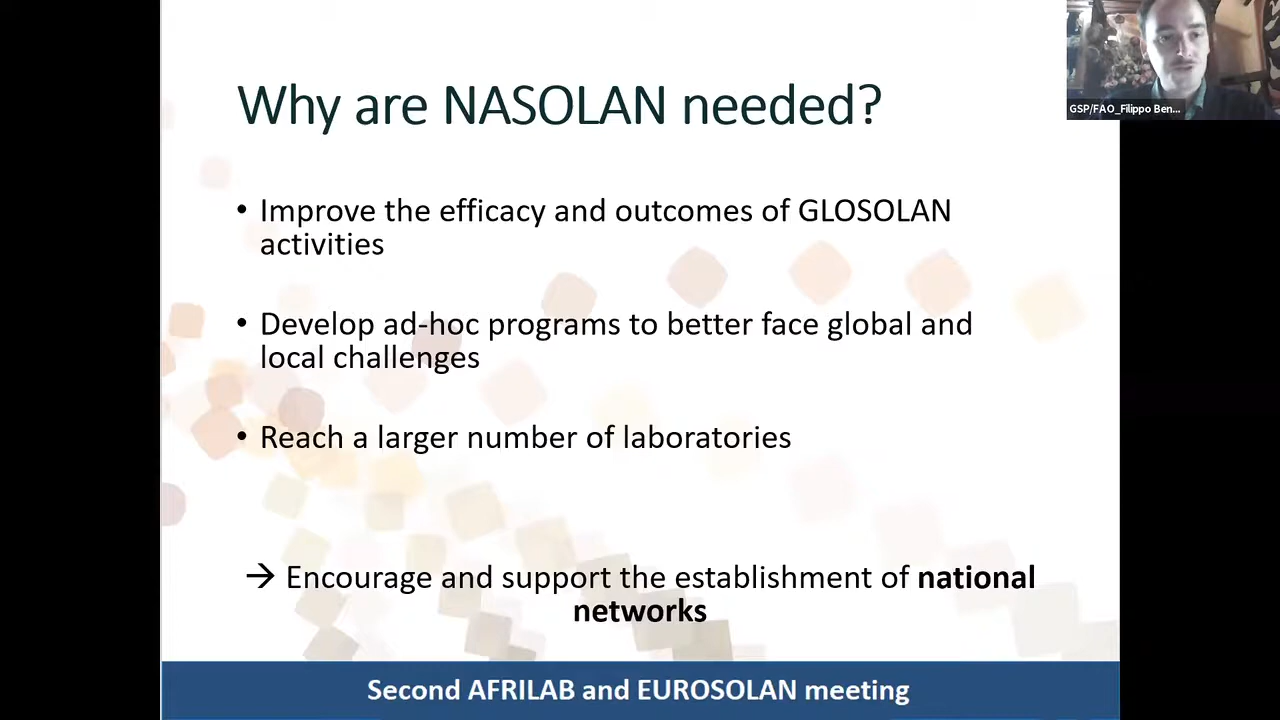 Why are NASOLAN needed?
GSP/FAO_Filippo Ben...
• Improve the efficacy and outcomes of GLOSOLAN
activities
• Develop ad-hoc programs to better face global and
local challenges
• Reach a larger number of laboratories
→ Encourage and support the establishment of national
networks
Second AFRILAB and EUROSOLAN meeting